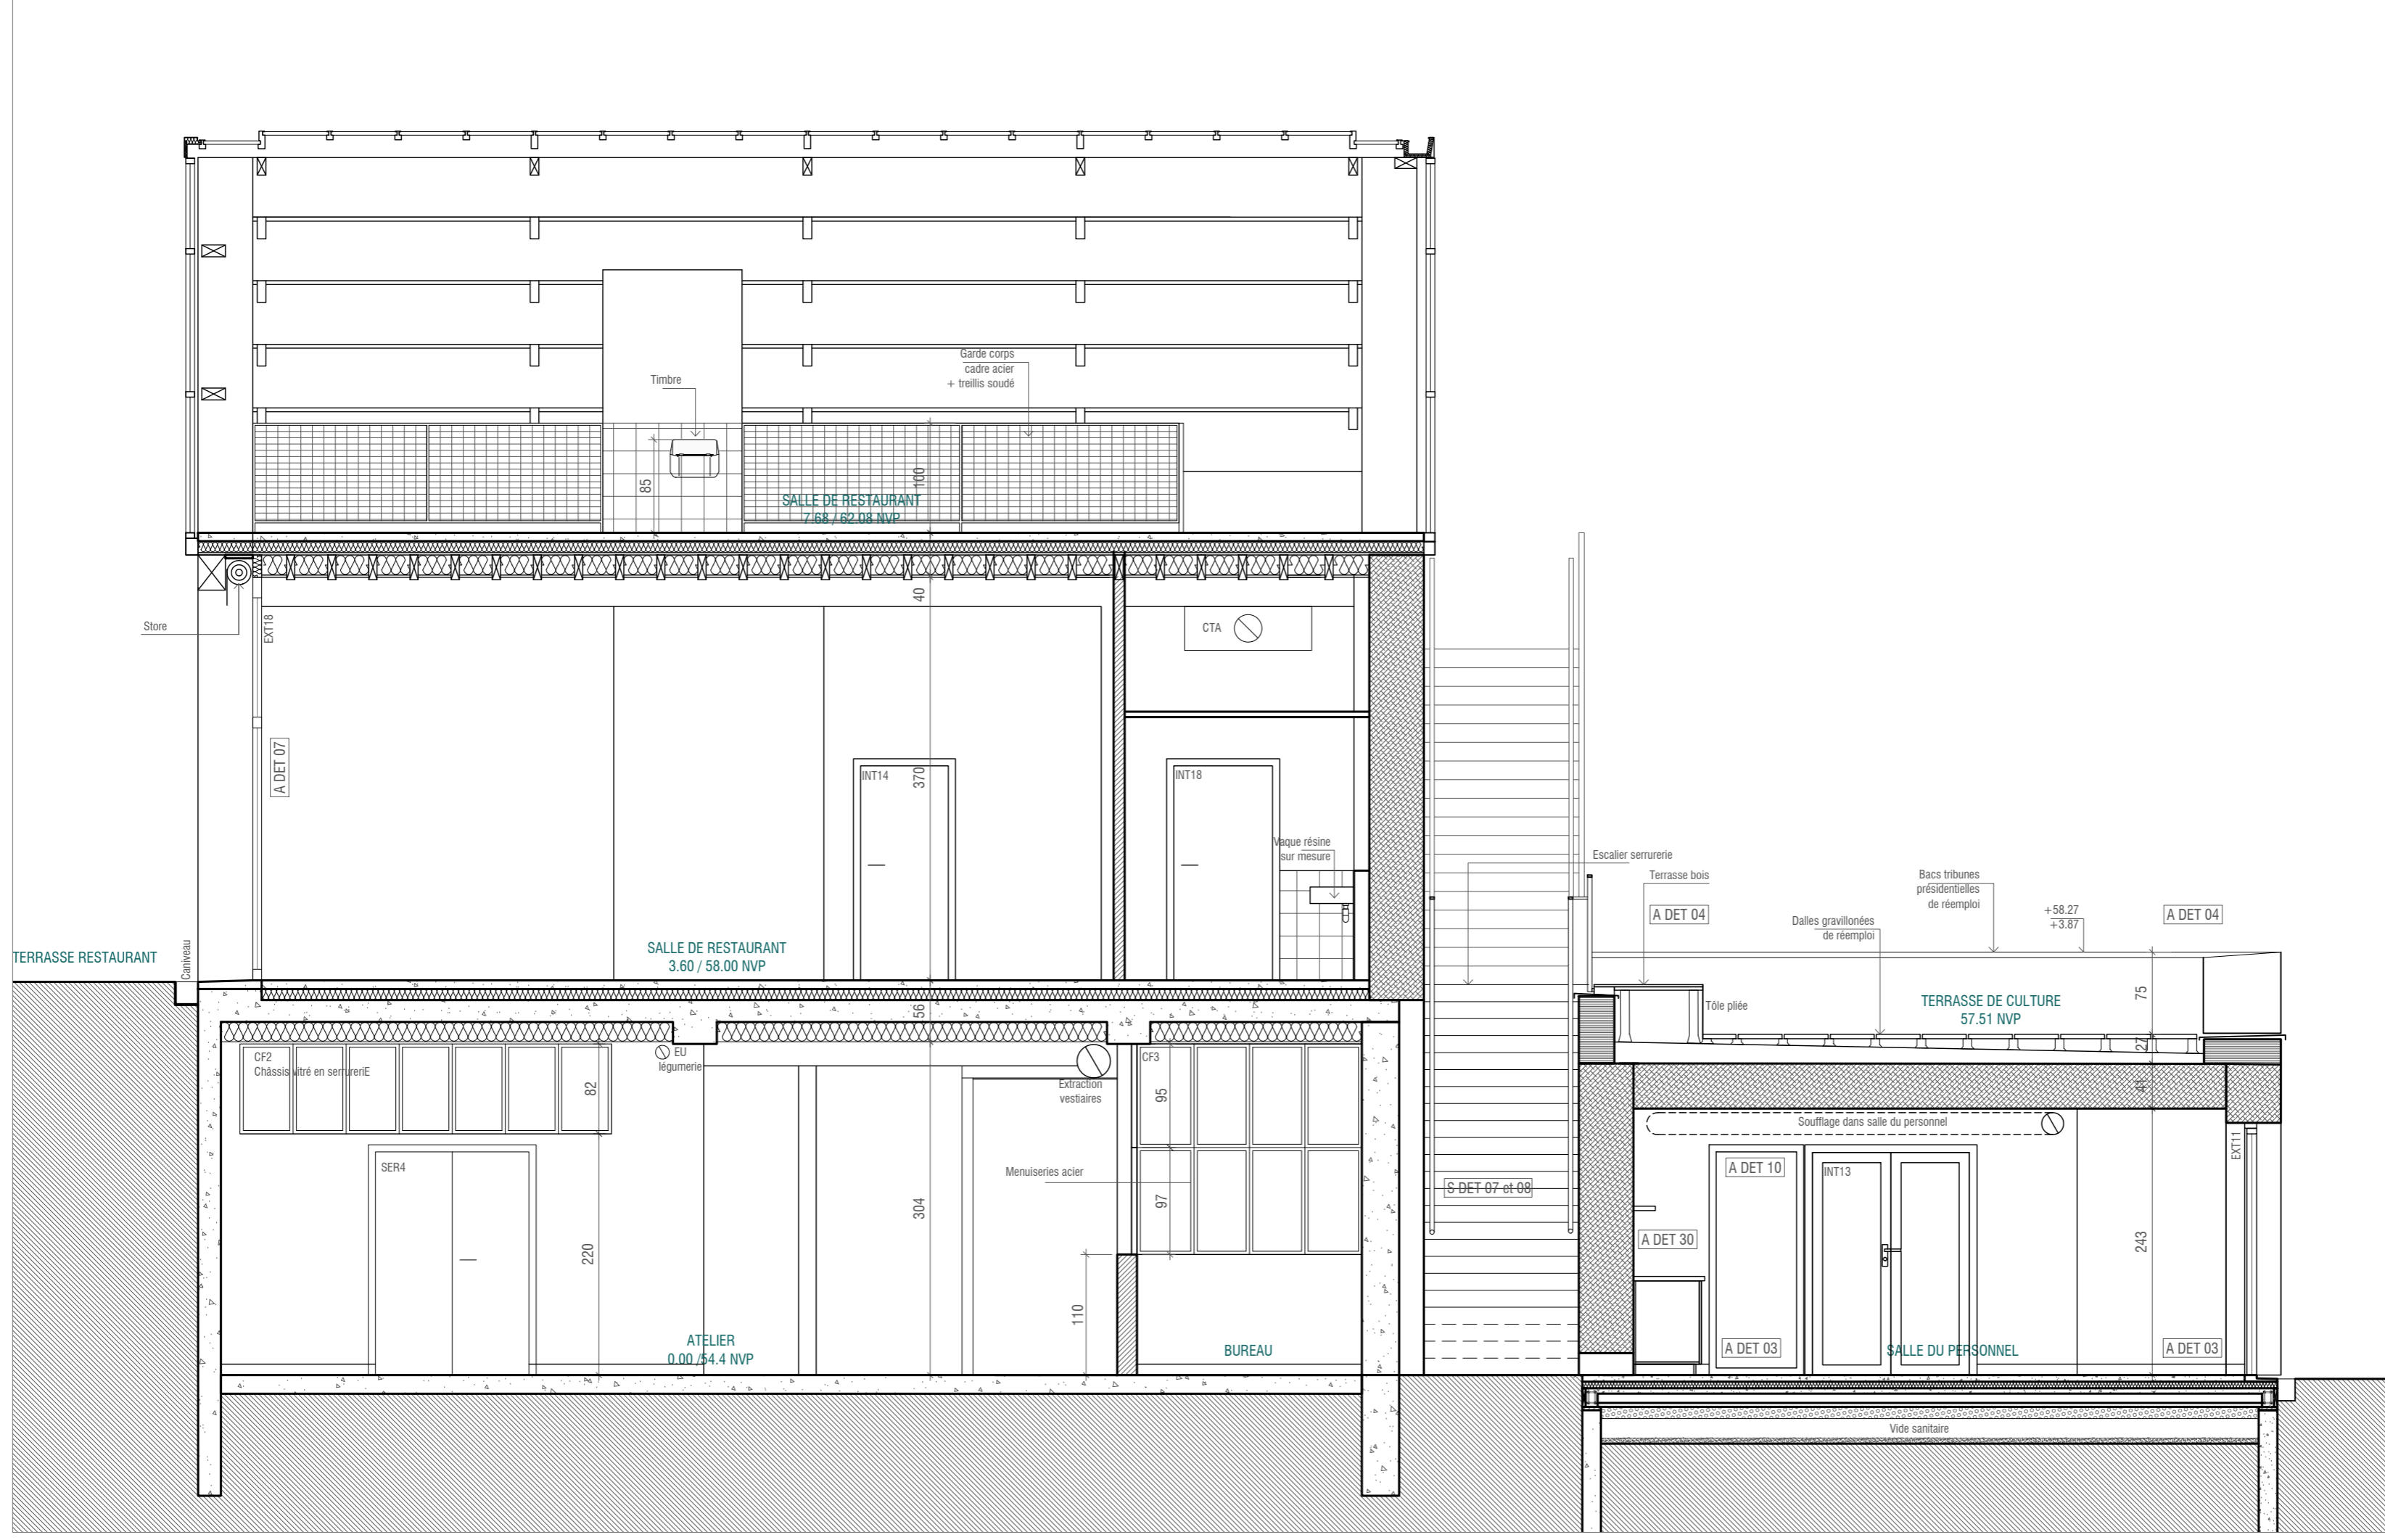 Garde corps
cadre acier
+ treillis soudé
Timbre
85
100
SALLE DE RESTAURANT
7.68 / 62.08 NVP
40
Store
EXT18
CTA
A DET 07
INT14
370
INT18
Vaque résine
sur mesure
Escalier serrurerie
Terrasse bois
Bacs tribunes
présidentielles
de réemploi
A DET 04
Dalles gravillonées
de réemploi
+58.27
+3.87
A DET 04
TERRASSE RESTAURANT
Caniveau
SALLE DE RESTAURANT
3.60 / 58.00 NVP
56
Tôle pliée
TERRASSE DE CULTURE
57.51 NVP
75
27
41
CF2
Châssis vitré en serrureriE
EU
légumerie
82
Extraction
vestiaires
CF3
95
Soufflage dans salle du personnel
EXT11
SER4
Menuiseries acier
97
S DET 07 et 08
A DET 10
INT13
304
220
A DET 30
243
110
ATELIER
0.00 /54.4 NVP
BUREAU
A DET 03
SALLE DU PERSONNEL
A DET 03
Vide sanitaire